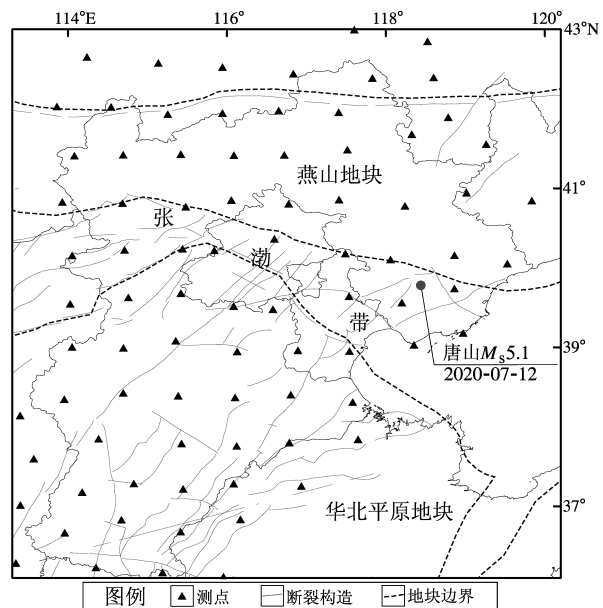 114°E 116° 118° 120°
43°N
燕山地块
41°
张
渤
带
唐山Ms5.1
2020-07-12
39°
华北平原地块
37°
图例 测点 断裂构造 地块边界